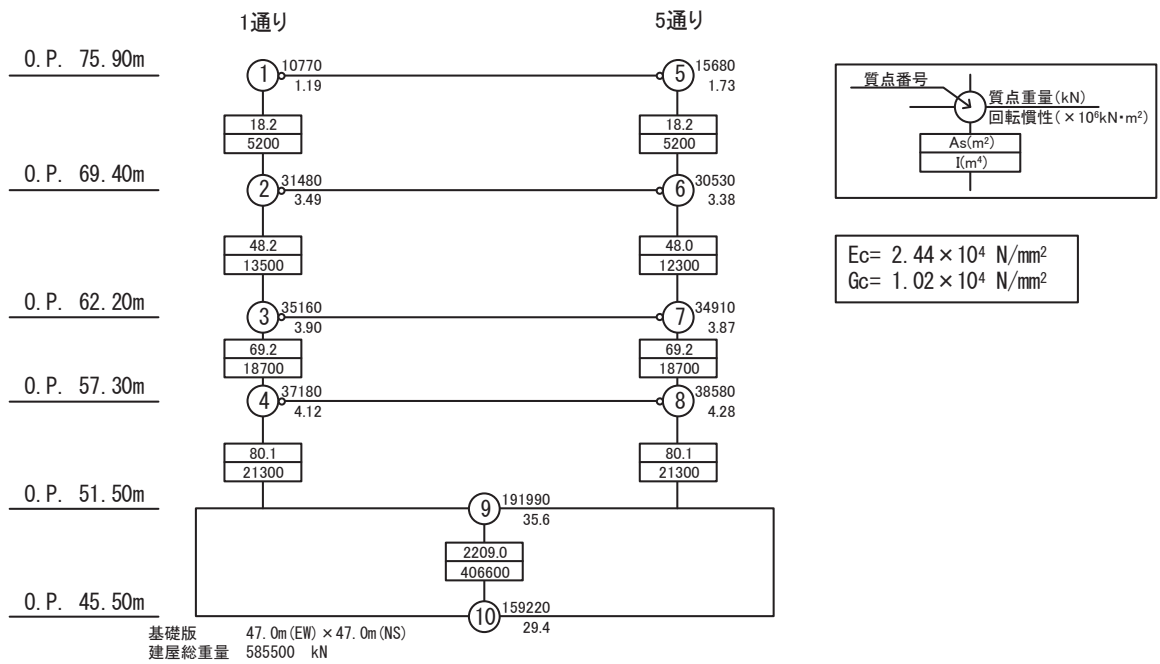 1通り
5通り
O.P. 75.90m
1
10770
1.19
5
15680
1.73
18.2
5200
18.2
5200
O.P. 69.40m
2
31480
3.49
6
30530
3.38
48.2
13500
48.0
12300
O.P. 62.20m
3
35160
3.90
7
34910
3.87
69.2
18700
69.2
18700
O.P. 57.30m
4
37180
4.12
8
38580
4.28
80.1
21300
80.1
21300
O.P. 51.50m
9
191990
35.6
2209.0
406600
O.P. 45.50m
10
159220
29.4
基礎版 47.0m(EW)×47.0m(NS)
建屋総重量 585500 kN
質点番号
質点重量(kN)
回転慣性(×10⁶kN・m²)
As(m²)
I(m⁴)
Ec= 2.44×10⁴ N/mm²
Gc= 1.02×10⁴ N/mm²